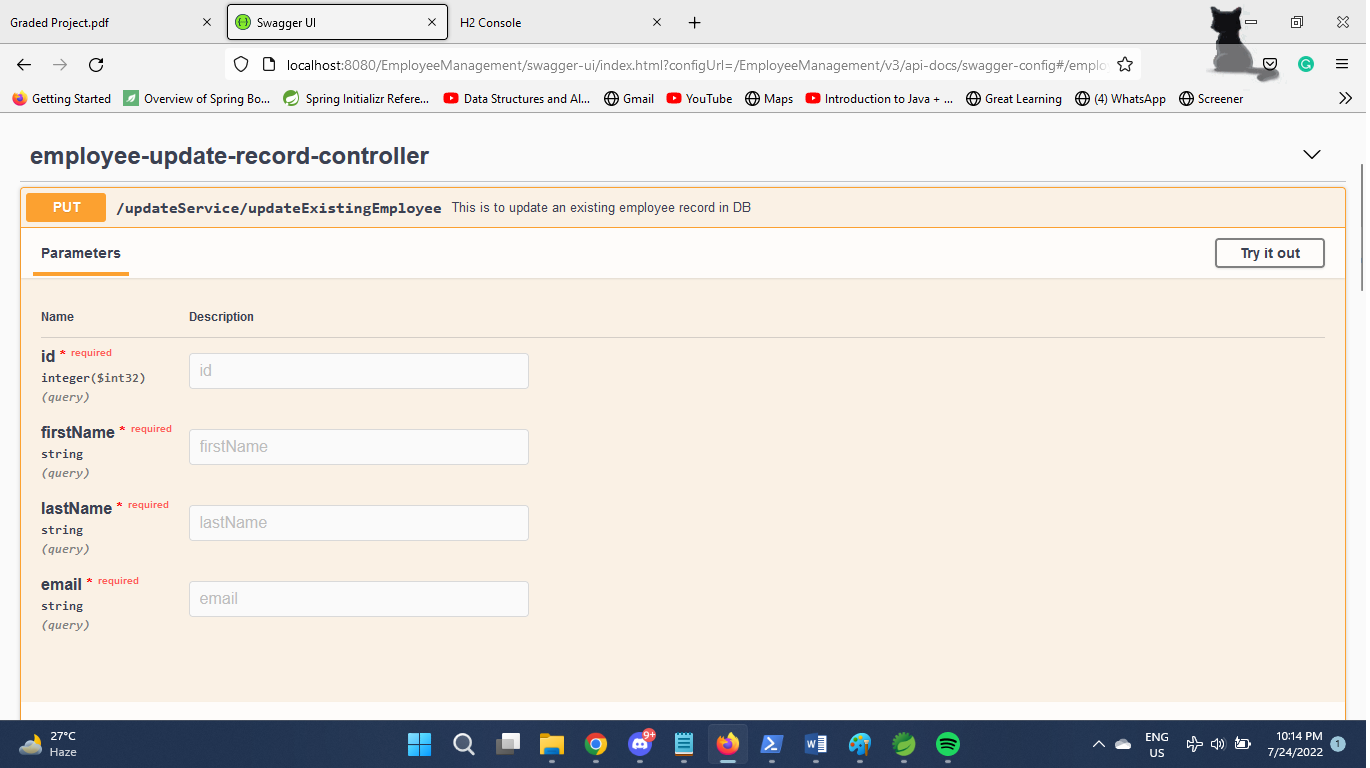 Graded Project.pdf
Swagger UI
H2 Console
localhost:8080/EmployeeManagement/swagger-ui/index.html?configUrl=/EmployeeManagement/v3/api-docs/swagger-config#/emplo
Getting Started
Overview of Spring Bo...
Spring Initializr Refere...
Data Structures and Al...
Gmail
YouTube
Maps
Introduction to Java + ...
Great Learning
(4) WhatsApp
Screener
employee-update-record-controller
PUT /updateService/updateExistingEmployee This is to update an existing employee record in DB
Parameters
Try it out
Name Description
id * required
id
integer($int32)
(query)
firstName * required
firstName
string
(query)
lastName * required
lastName
string
(query)
email * required
email
string
(query)
27°C
Haze
9+
ENG
US
10:14 PM
7/24/2022
1